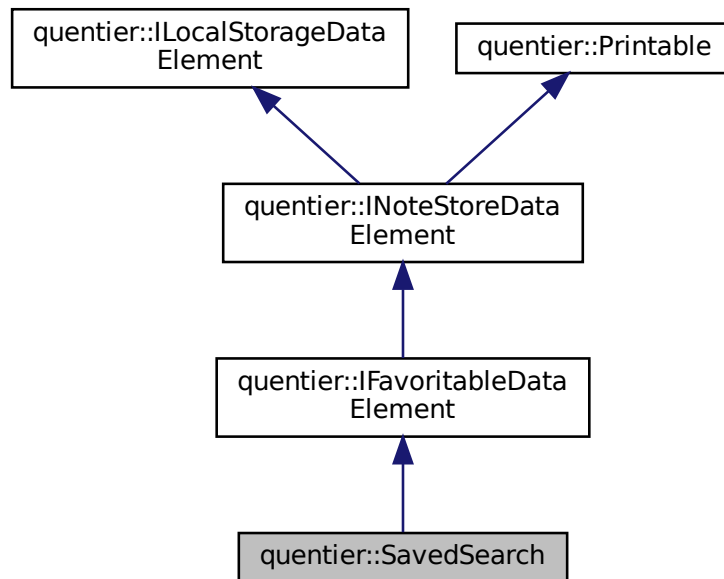 quentier::ILocalStorageData
Element
quentier::Printable
quentier::INoteStoreData
Element
quentier::IFavoritableData
Element
quentier::SavedSearch